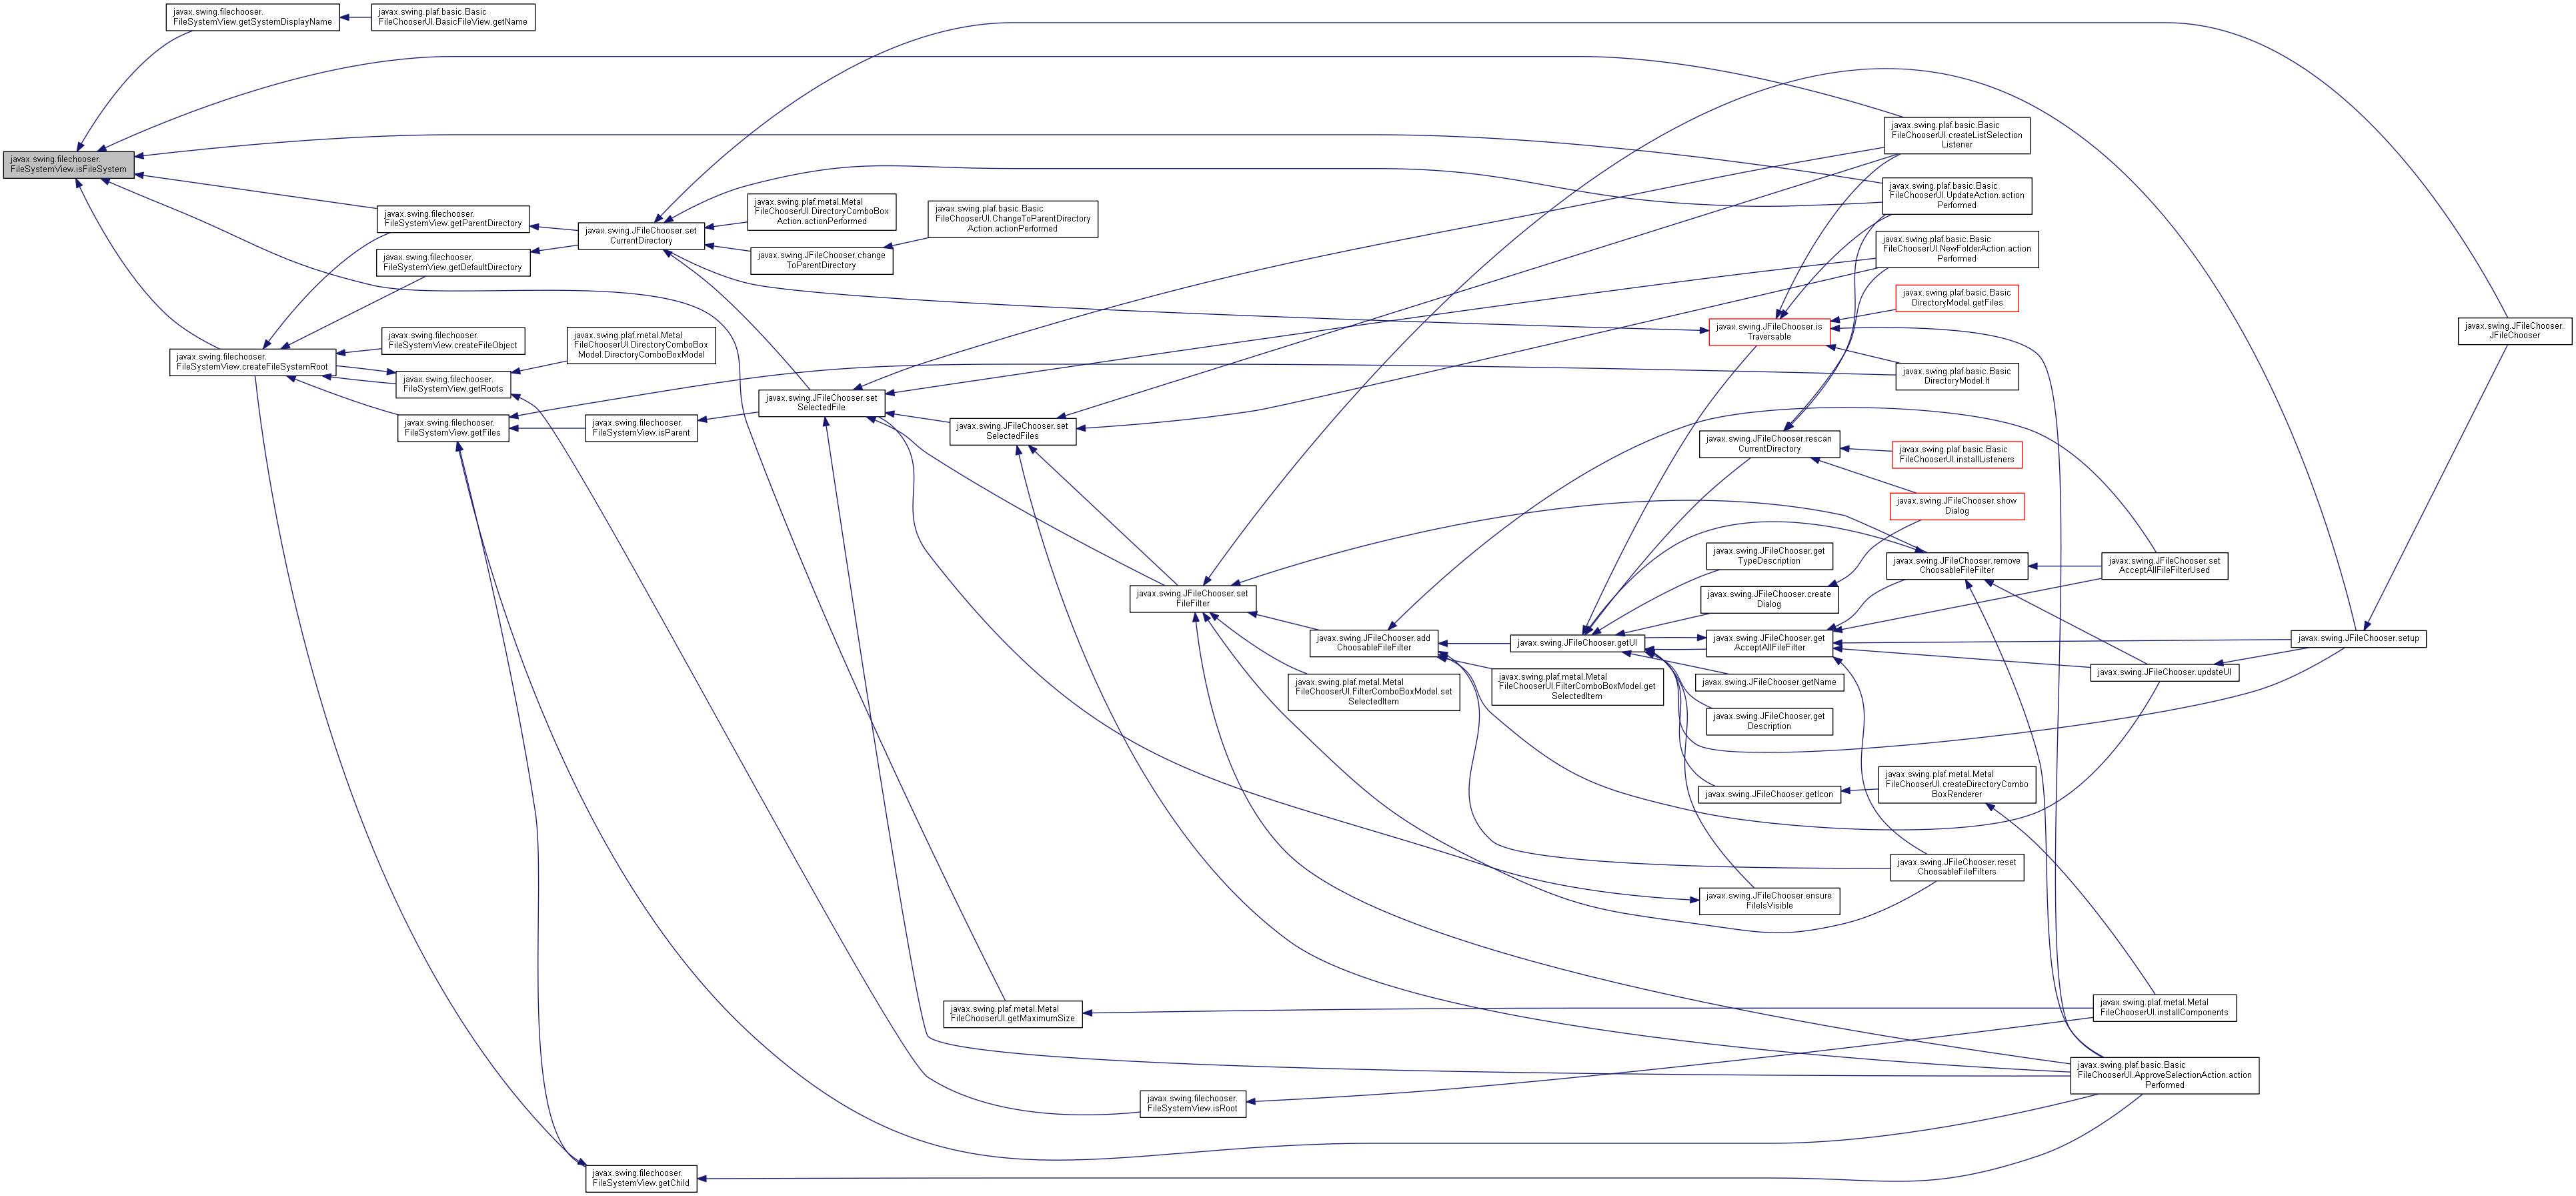 javax.swing.filechooser.
FileSystemView.getSystemDisplayName
javax.swing.plaf.basic.Basic
FileChooserUI.BasicFileView.getName
javax.swing.filechooser.
FileSystemView.isFileSystem
javax.swing.filechooser.
FileSystemView.getParentDirectory
javax.swing.filechooser.
FileSystemView.getDefaultDirectory
javax.swing.filechooser.
FileSystemView.createFileSystemRoot
javax.swing.filechooser.
FileSystemView.createFileObject
javax.swing.filechooser.
FileSystemView.getRoots
javax.swing.filechooser.
FileSystemView.getFiles
javax.swing.plaf.metal.Metal
FileChooserUI.DirectoryComboBox
Model.DirectoryComboBoxModel
javax.swing.filechooser.
FileSystemView.isParent
javax.swing.JFileChooser.set
CurrentDirectory
javax.swing.plaf.metal.Metal
FileChooserUI.DirectoryComboBox
Action.actionPerformed
javax.swing.JFileChooser.change
ToParentDirectory
javax.swing.plaf.basic.Basic
FileChooserUI.ChangeToParentDirectory
Action.actionPerformed
javax.swing.JFileChooser.set
SelectedFile
javax.swing.JFileChooser.set
SelectedFiles
javax.swing.JFileChooser.set
FileFilter
javax.swing.JFileChooser.add
ChoosableFileFilter
javax.swing.plaf.metal.Metal
FileChooserUI.FilterComboBoxModel.set
SelectedItem
javax.swing.JFileChooser.getUI
javax.swing.plaf.metal.Metal
FileChooserUI.FilterComboBoxModel.get
SelectedItem
javax.swing.JFileChooser.is
Traversable
javax.swing.JFileChooser.rescan
CurrentDirectory
javax.swing.JFileChooser.get
TypeDescription
javax.swing.JFileChooser.create
Dialog
javax.swing.JFileChooser.get
AcceptAllFileFilter
javax.swing.JFileChooser.getName
javax.swing.JFileChooser.get
Description
javax.swing.JFileChooser.getIcon
javax.swing.JFileChooser.ensure
FileIsVisible
javax.swing.plaf.basic.Basic
FileChooserUI.createListSelection
Listener
javax.swing.plaf.basic.Basic
FileChooserUI.UpdateAction.action
Performed
javax.swing.plaf.basic.Basic
FileChooserUI.NewFolderAction.action
Performed
javax.swing.plaf.basic.Basic
DirectoryModel.getFiles
javax.swing.plaf.basic.Basic
DirectoryModel.lt
javax.swing.plaf.basic.Basic
FileChooserUI.installListeners
javax.swing.JFileChooser.show
Dialog
javax.swing.JFileChooser.remove
ChoosableFileFilter
javax.swing.plaf.metal.Metal
FileChooserUI.createDirectoryCombo
BoxRenderer
javax.swing.JFileChooser.reset
ChoosableFileFilters
javax.swing.JFileChooser.set
AcceptAllFileFilterUsed
javax.swing.JFileChooser.updateUI
javax.swing.JFileChooser.setup
javax.swing.JFileChooser.
JFileChooser
javax.swing.plaf.metal.Metal
FileChooserUI.getMaximumSize
javax.swing.plaf.metal.Metal
FileChooserUI.installComponents
javax.swing.plaf.basic.Basic
FileChooserUI.ApproveSelectionAction.action
Performed
javax.swing.filechooser.
FileSystemView.isRoot
javax.swing.filechooser.
FileSystemView.getChild